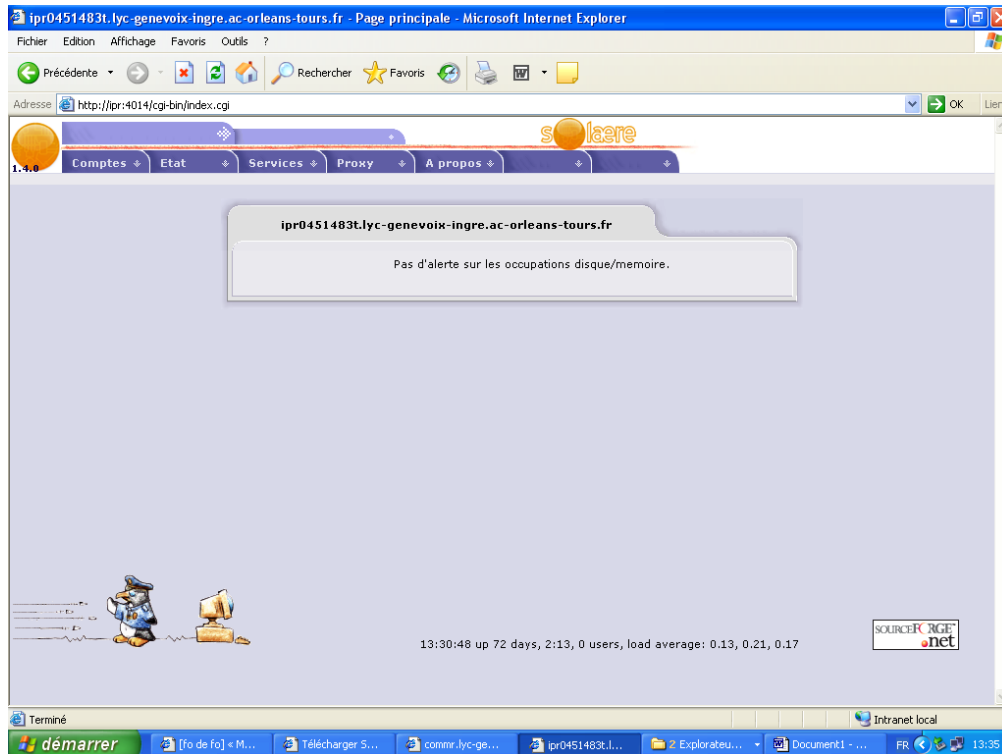 ipr0451483t.lyc-genevoix-ingre.ac-orleans-tours.fr - Page principale - Microsoft Internet Explorer
Fichier Edition Affichage Favoris Outils ?
Précédente Rechercher Favoris
Adresse http://ipr:4014/cgi-bin/index.cgi OK Lien
solaere
1.4.0 Comptes Etat Services Proxy A propos
ipr0451483t.lyc-genevoix-ingre.ac-orleans-tours.fr
Pas d'alerte sur les occupations disque/memoire.
13:30:48 up 72 days, 2:13, 0 users, load average: 0.13, 0.21, 0.17
SOURCEFORGE
.net
Terminé Intranet local
démarrer [fo de fo] « M... Télécharger S... commr.lyc-ge... ipr0451483t.l... 2 Explorateu... Document1 - ... FR 13:35